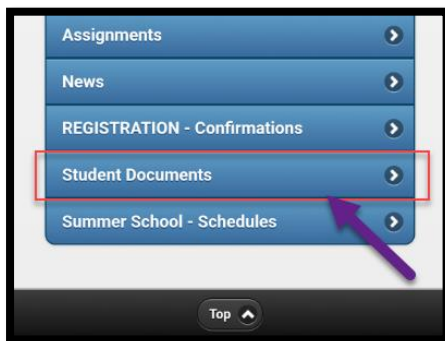 Assignments
News
REGISTRATION - Confirmations
Student Documents
Summer School - Schedules
Top